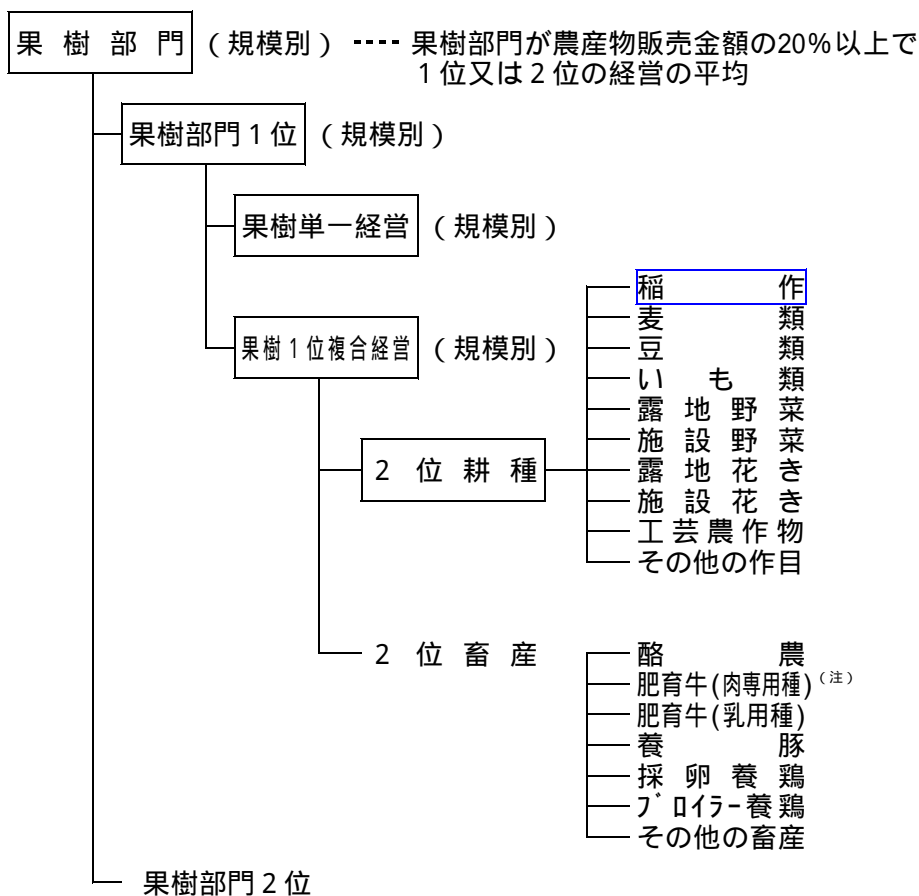 果樹部門 (規模別) ---- 果樹部門が農産物販売金額の20%以上で
1位又は2位の経営の平均
果樹部門1位 (規模別)
果樹単一経営 (規模別)
稲作
麦類
豆類
果樹1位複合経営 (規模別)
いも類
露地野菜
施設野菜
2位耕種
露地花き
施設花き
工芸農作物
その他の作目
2位畜産
酪農
肥育牛(肉専用種)(注)
肥育牛(乳用種)
養豚
採卵養鶏
ブロイラー養鶏
その他の畜産
果樹部門2位